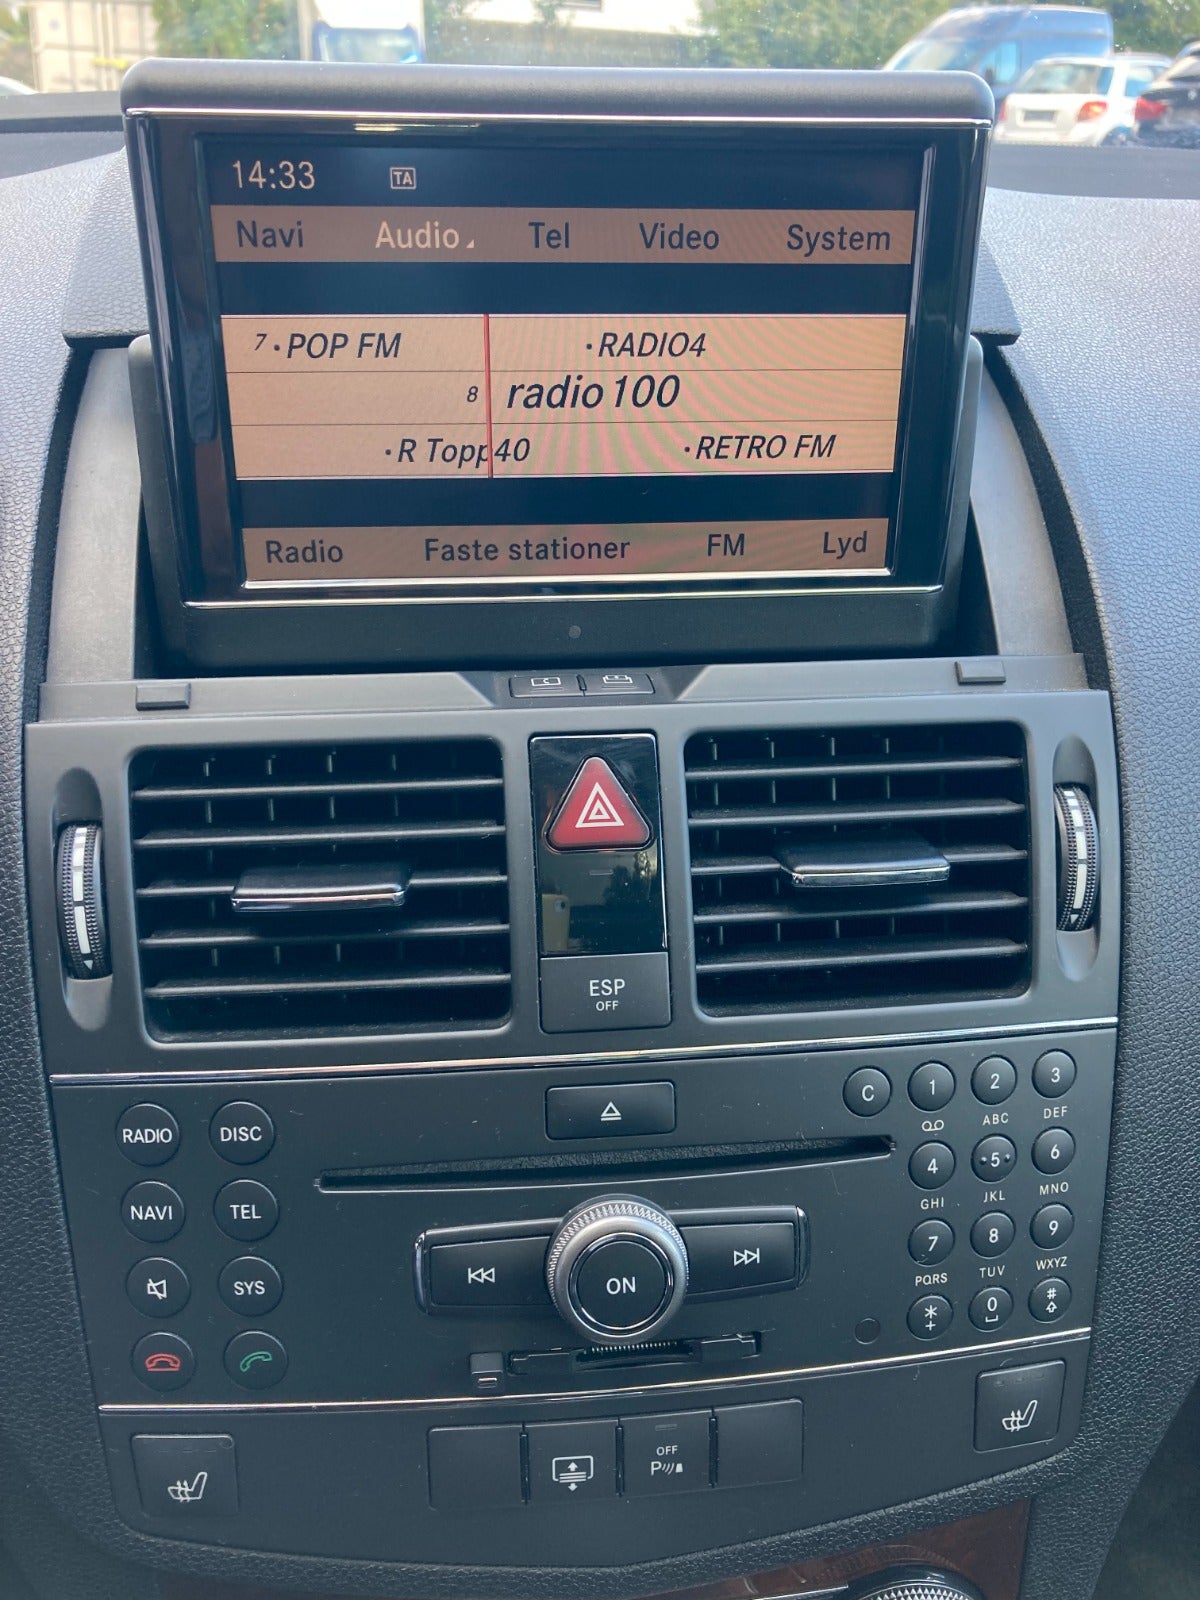 14:33 TA
Navi Audio Tel Video System
7 • POP FM • RADIO4
8 radio 100
• R Topp40 • RETRO FM
Radio Faste stationer FM Lyd
ESP
OFF
RADIO DISC
NAVI TEL
SYS
ON
C 1 2 3
ABC DEF
4 5 6
GHI JKL MNO
7 8 9
PQRS TUV WXYZ
* 0 #
+
OFF
P